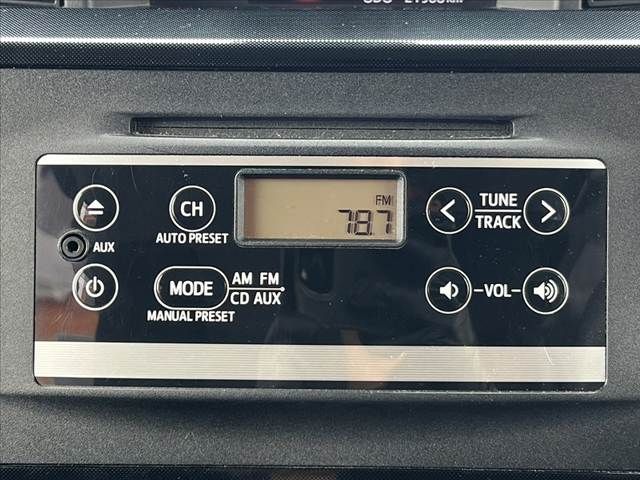 FM
78.7
CH
AUTO PRESET
AUX
TUNE
TRACK
MODE
AM FM
CD AUX
MANUAL PRESET
-VOL-